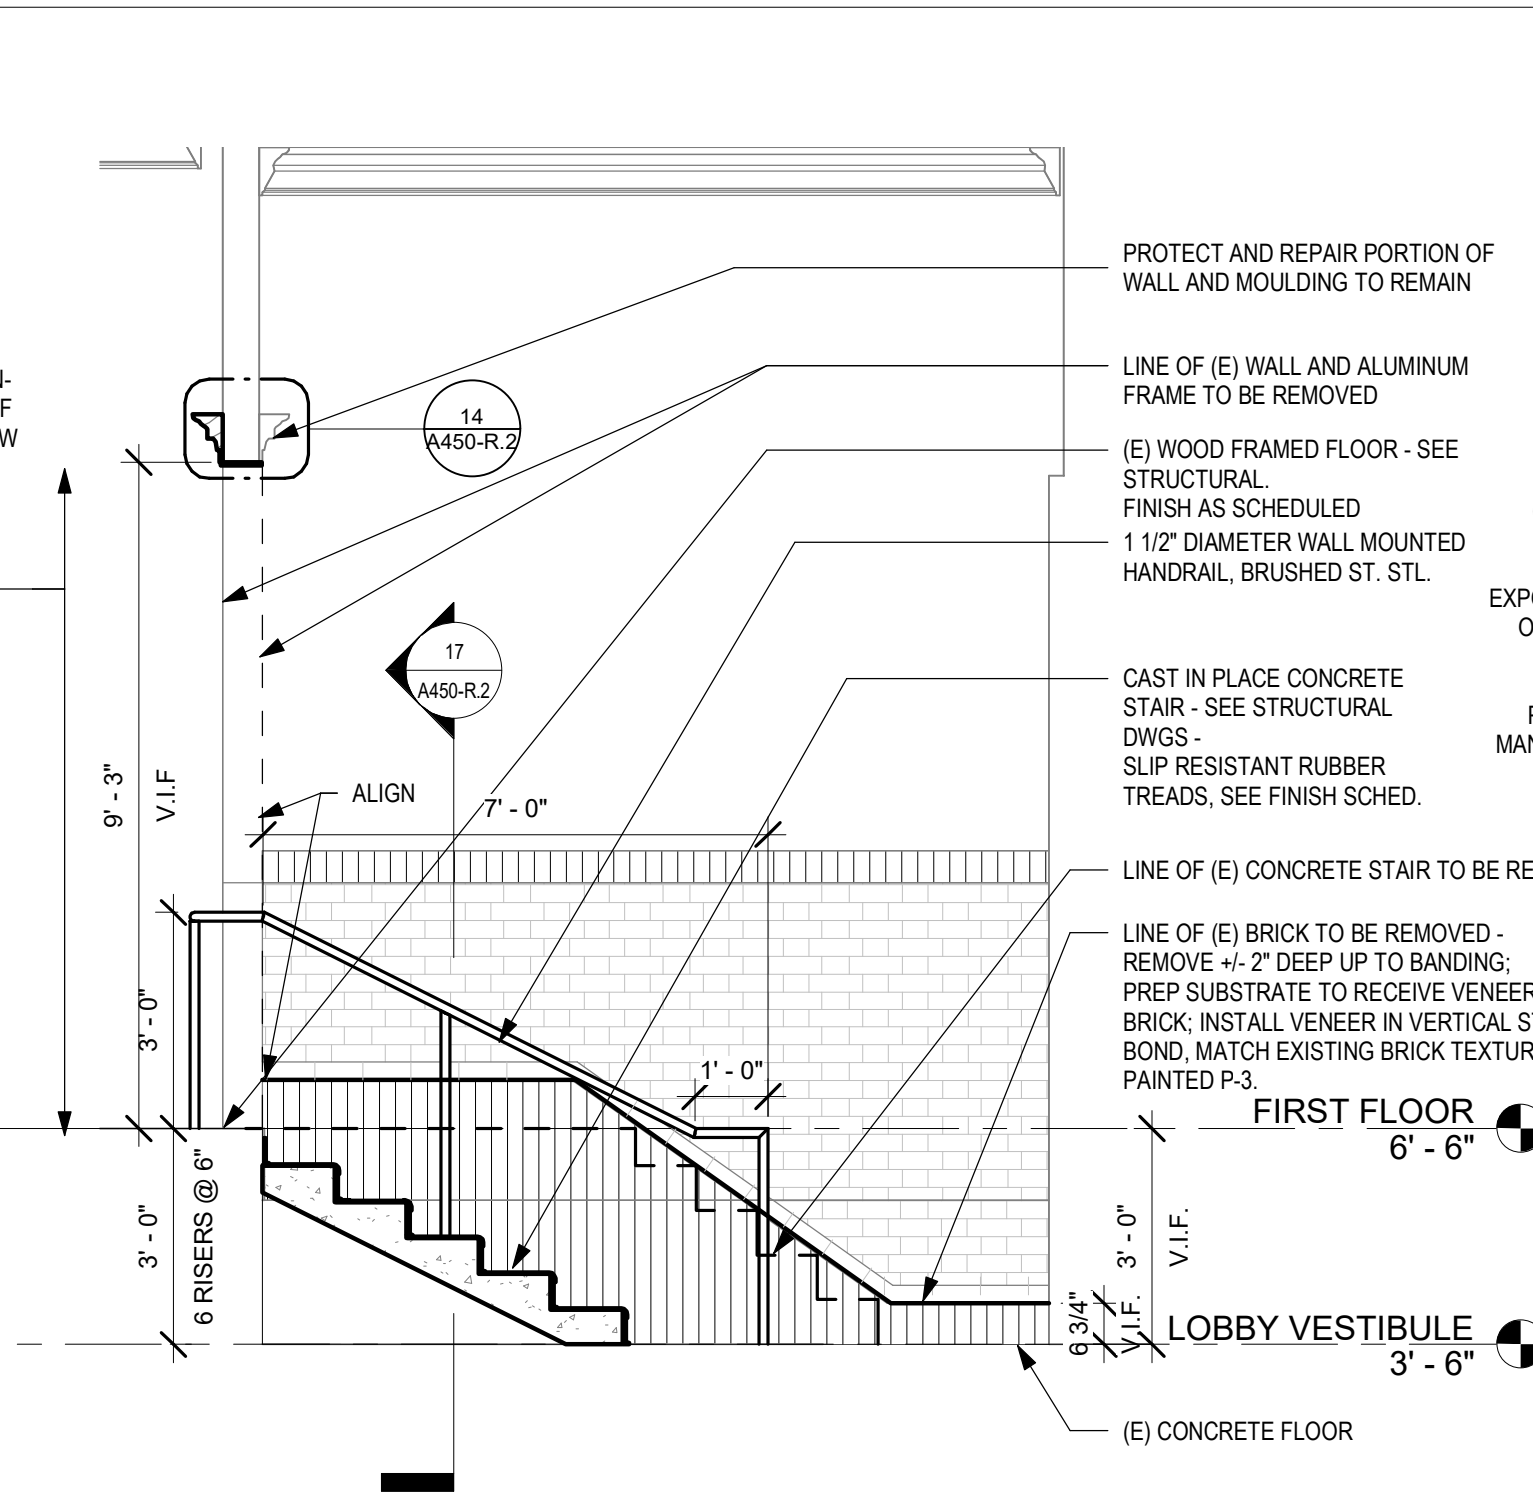 PROTECT AND REPAIR PORTION OF
WALL AND MOULDING TO REMAIN
LINE OF (E) WALL AND ALUMINUM
FRAME TO BE REMOVED
N-
F
W
14
A450-R.2
(E) WOOD FRAMED FLOOR - SEE
STRUCTURAL.
FINISH AS SCHEDULED
1 1/2" DIAMETER WALL MOUNTED
HANDRAIL, BRUSHED ST. STL.
EXPO
O
17
A450-R.2
CAST IN PLACE CONCRETE
STAIR - SEE STRUCTURAL
DWGS -
SLIP RESISTANT RUBBER
TREADS, SEE FINISH SCHED.
MAN
9' - 3"
V.I.F
ALIGN
7' - 0"
LINE OF (E) CONCRETE STAIR TO BE RE
LINE OF (E) BRICK TO BE REMOVED -
REMOVE +/- 2" DEEP UP TO BANDING;
PREP SUBSTRATE TO RECEIVE VENEER
BRICK; INSTALL VENEER IN VERTICAL ST
BOND, MATCH EXISTING BRICK TEXTUR
PAINTED P-3.
3' - 0"
1' - 0"
FIRST FLOOR
6' - 6"
3' - 0"
6 RISERS @ 6"
3' - 0"
V.I.F.
6 3/4"
V.I.F.
LOBBY VESTIBULE
3' - 6"
(E) CONCRETE FLOOR